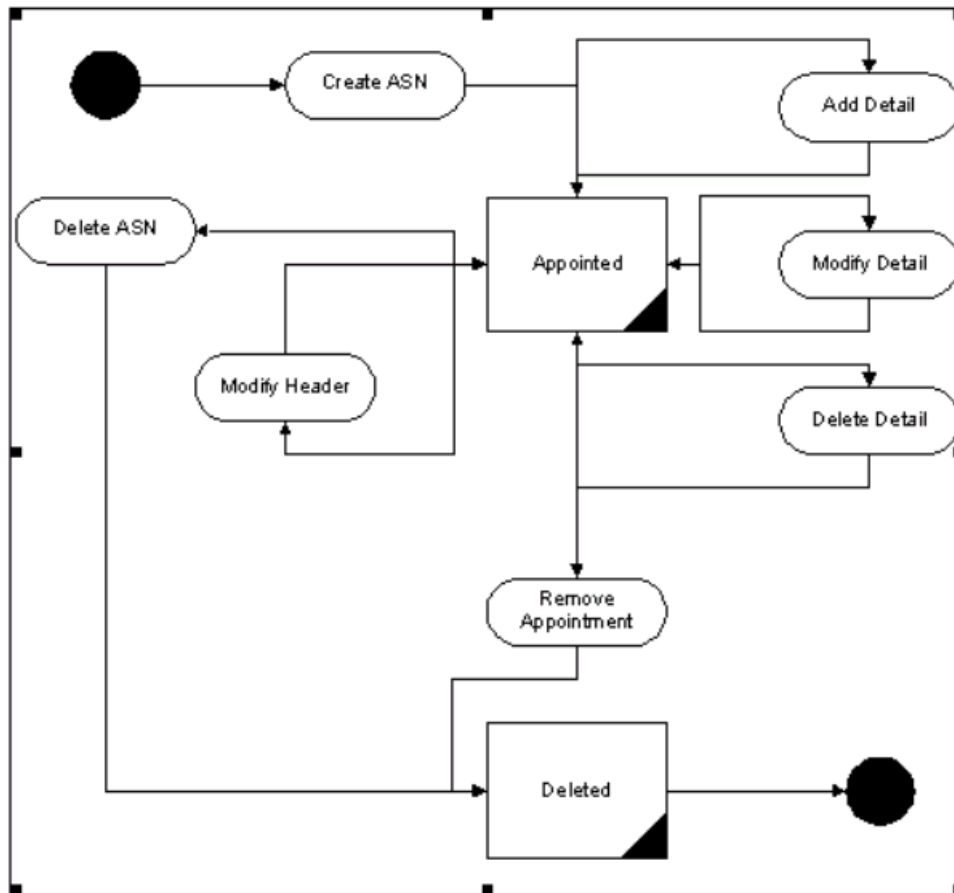 Create ASN
Add Detail
Delete ASN
Appointed
Modify Detail
Modify Header
Delete Detail
Remove
Appointment
Deleted